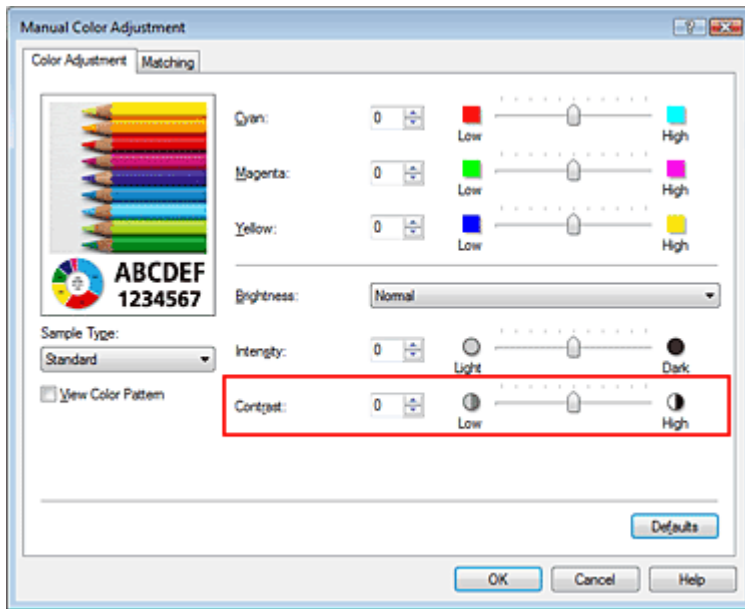 Manual Color Adjustment
Color Adjustment Matching
Cyan: 0 Low High
Magenta: 0 Low High
Yellow: 0 Low High
ABCDEF
1234567
Brightness: Normal
Sample Type:
Standard
Intensity: 0 Light Dark
View Color Pattern
Contrast: 0 Low High
Defaults
OK Cancel Help